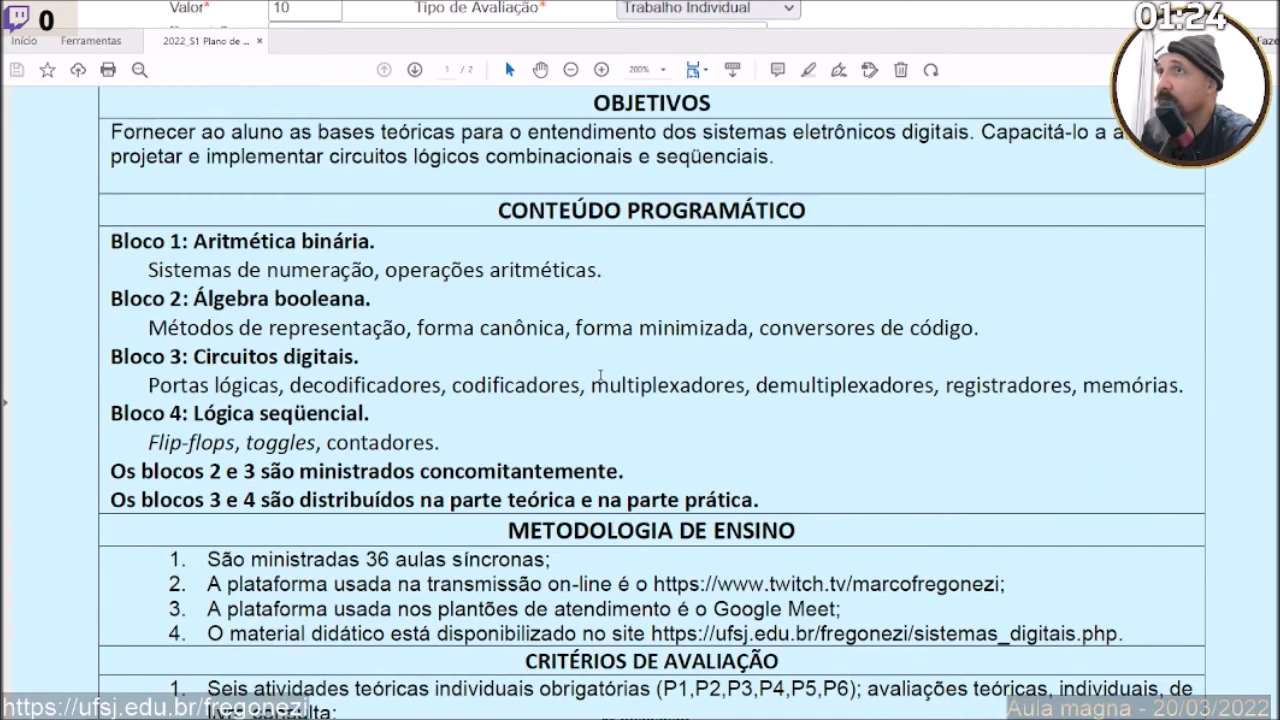 0
Valor* 10 Tipo de Avaliação* Trabalho Individual
01:24
Início Ferramentas 2022_S1 Plano de ... ×
1 / 2 200%
OBJETIVOS
Fornecer ao aluno as bases teóricas para o entendimento dos sistemas eletrônicos digitais. Capacitá-lo a
projetar e implementar circuitos lógicos combinacionais e seqüenciais.
CONTEÚDO PROGRAMÁTICO
Bloco 1: Aritmética binária.
Sistemas de numeração, operações aritméticas.
Bloco 2: Álgebra booleana.
Métodos de representação, forma canônica, forma minimizada, conversores de código.
Bloco 3: Circuitos digitais.
Portas lógicas, decodificadores, codificadores, multiplexadores, demultiplexadores, registradores, memórias.
Bloco 4: Lógica seqüencial.
Flip-flops, toggles, contadores.
Os blocos 2 e 3 são ministrados concomitantemente.
Os blocos 3 e 4 são distribuídos na parte teórica e na parte prática.
METODOLOGIA DE ENSINO
1. São ministradas 36 aulas síncronas;
2. A plataforma usada na transmissão on-line é o https://www.twitch.tv/marcofregonezi;
3. A plataforma usada nos plantões de atendimento é o Google Meet;
4. O material didático está disponibilizado no site https://ufsj.edu.br/fregonezi/sistemas_digitais.php.
CRITÉRIOS DE AVALIAÇÃO
1. Seis atividades teóricas individuais obrigatórias (P1,P2,P3,P4,P5,P6); avaliações teóricas, individuais, de
livre consulta;
https://ufsj.edu.br/fregonezi
Aula magna - 20/03/2022